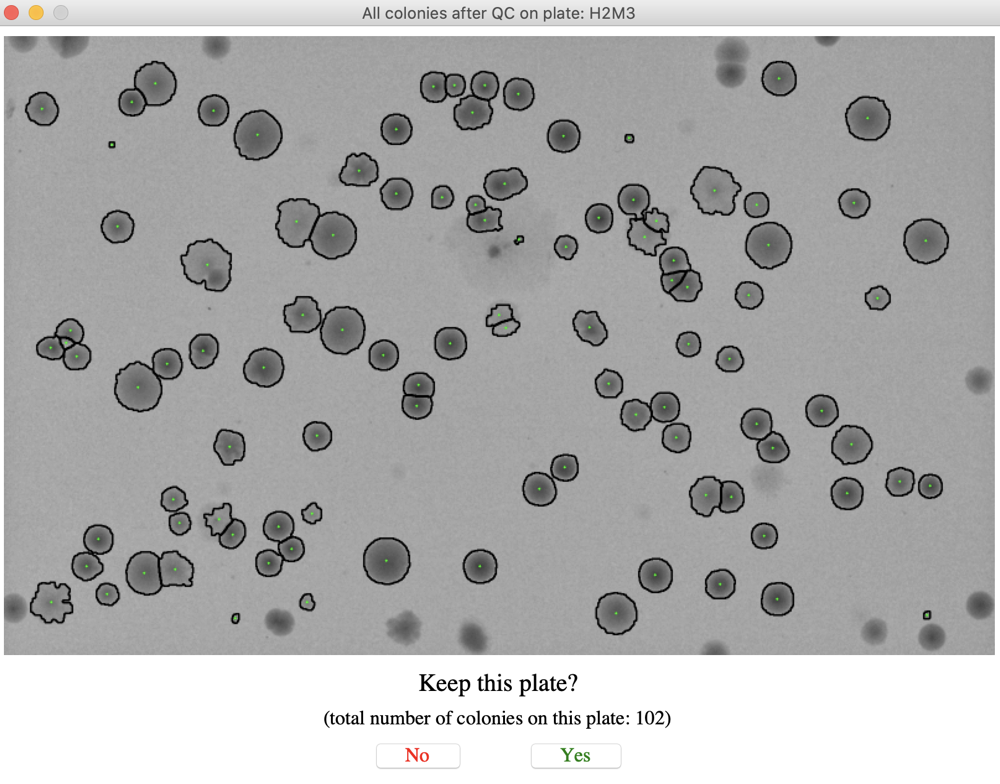 All colonies after QC on plate: H2M3
Keep this plate?
(total number of colonies on this plate: 102)
No Yes